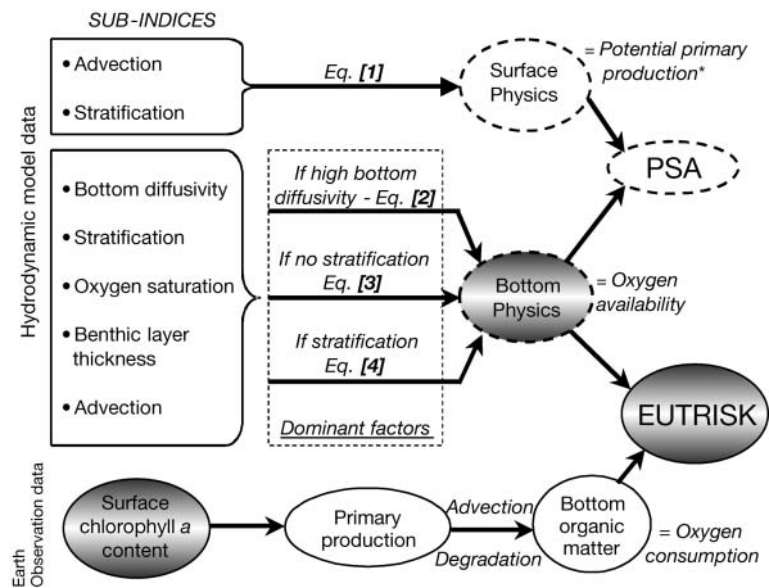 SUB-INDICES
Hydrodynamic model data
• Advection
• Stratification
Eq. [1]
Surface
Physics
= Potential primary
production*
PSA
• Bottom diffusivity
• Stratification
• Oxygen saturation
• Benthic layer
thickness
• Advection
If high bottom
diffusivity - Eq. [2]
If no stratification
Eq. [3]
If stratification
Eq. [4]
Dominant factors
Bottom
Physics
= Oxygen
availability
EUTRISK
Earth
Observation data
Surface
chlorophyll a
content
Primary
production
Advection
Degradation
Bottom
organic
matter
= Oxygen
consumption